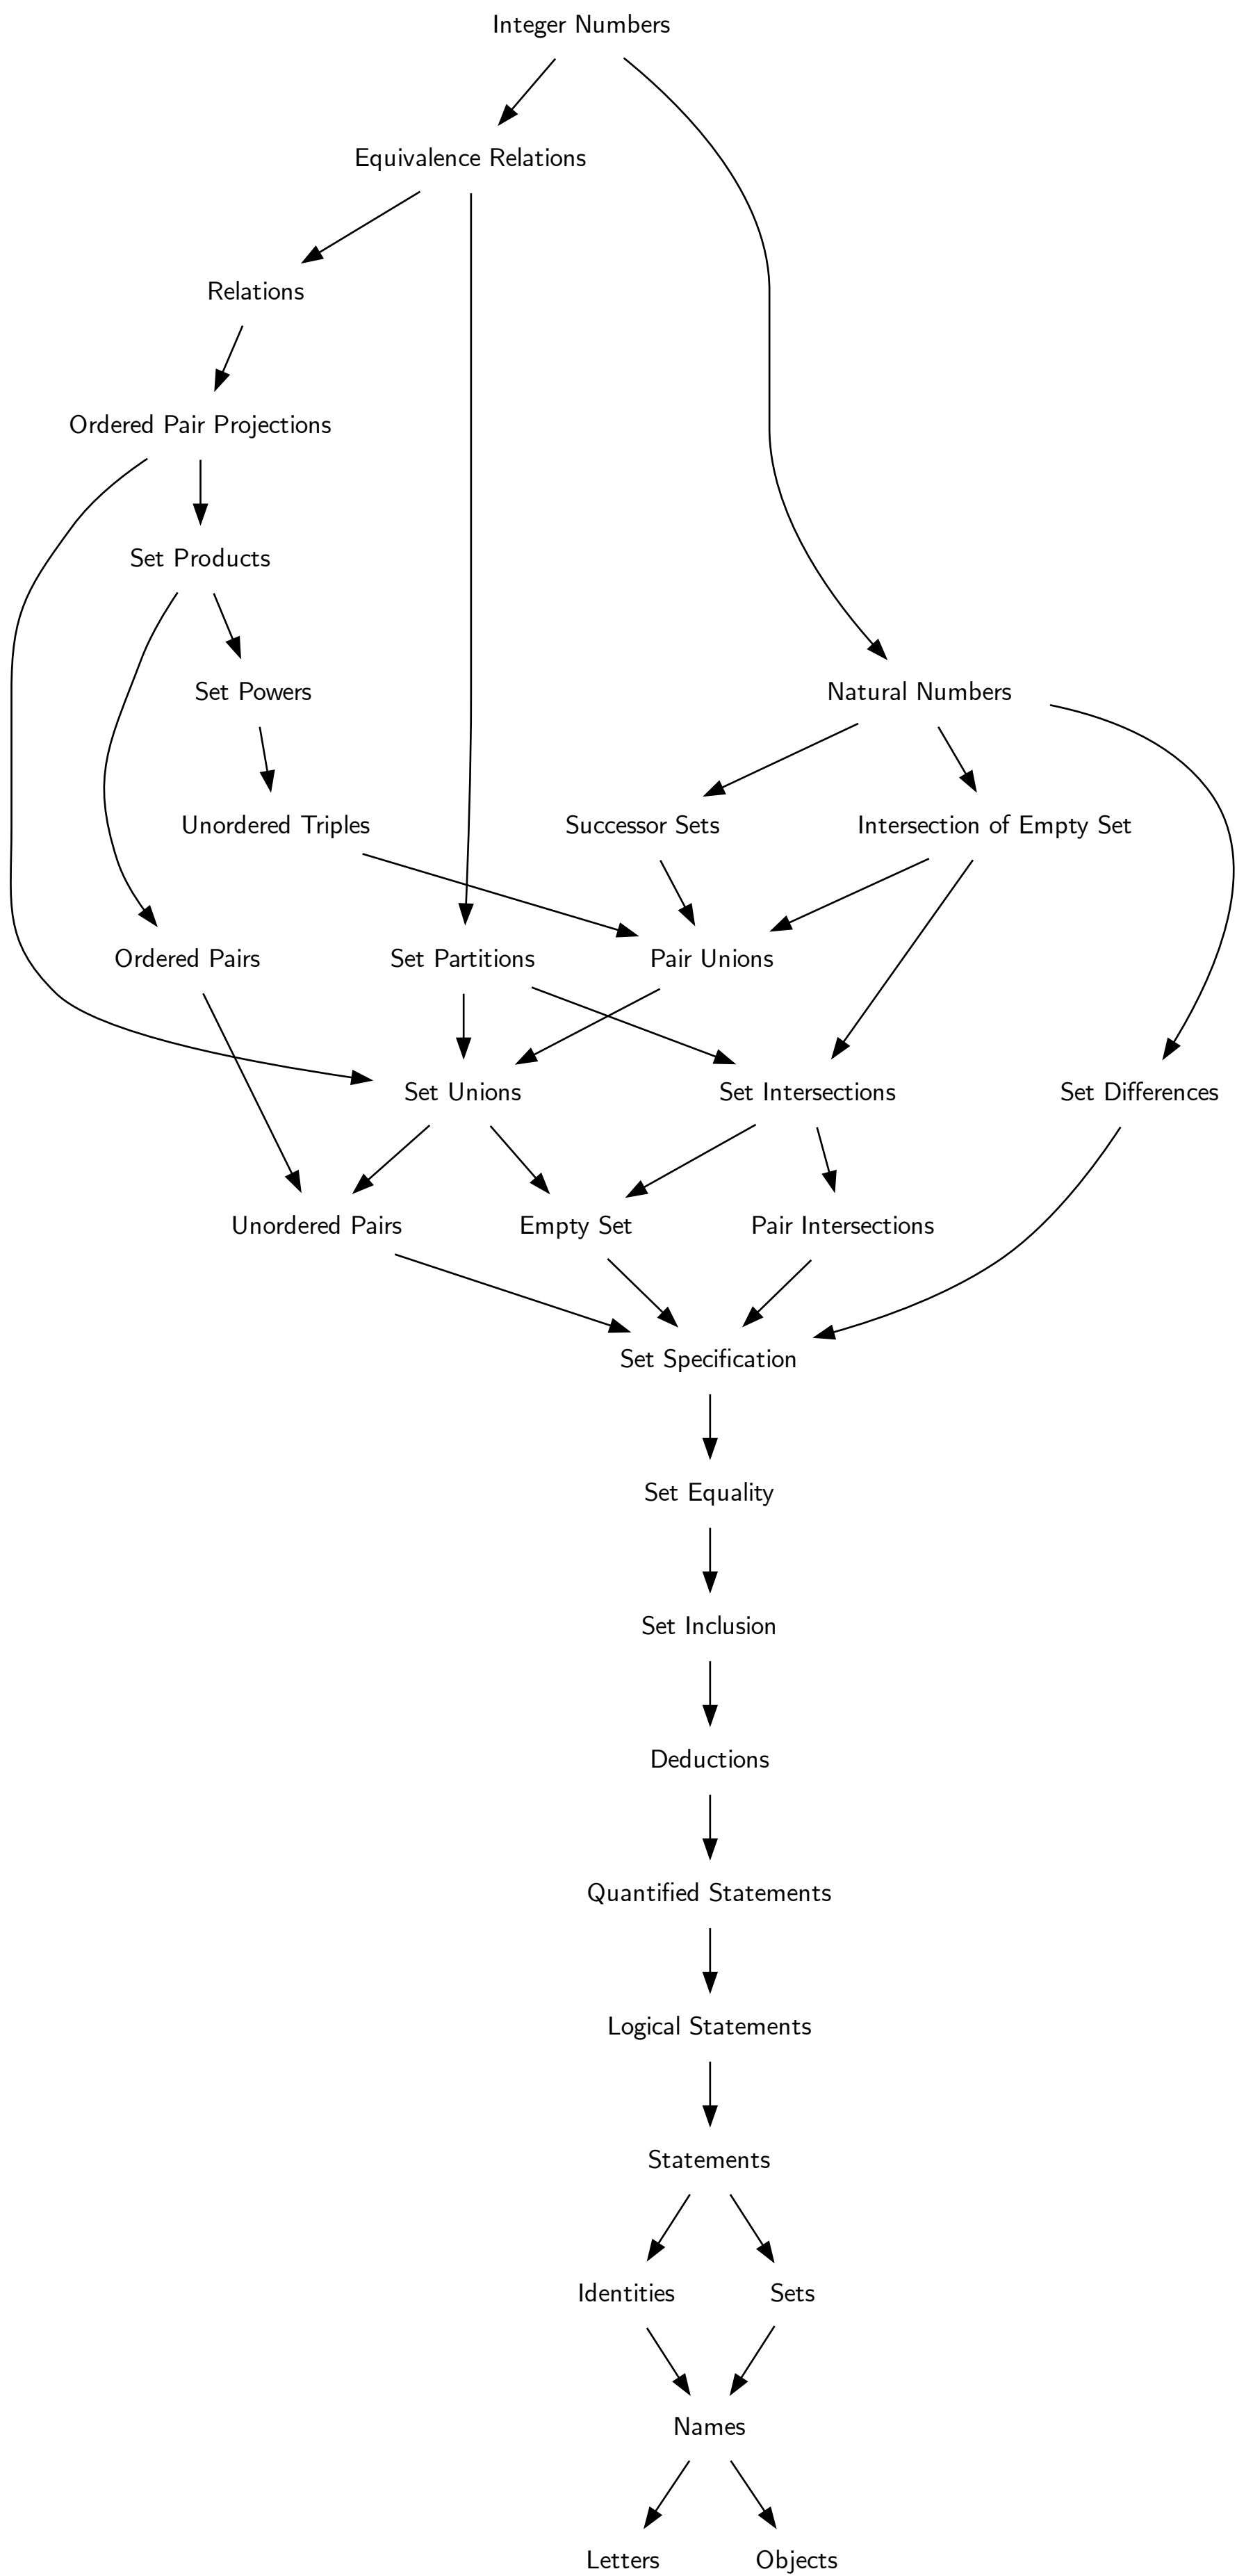 Integer Numbers
Equivalence Relations
Relations
Ordered Pair Projections
Set Products
Set Powers
Natural Numbers
Unordered Triples
Successor Sets
Intersection of Empty Set
Ordered Pairs
Set Partitions
Pair Unions
Set Unions
Set Intersections
Set Differences
Unordered Pairs
Empty Set
Pair Intersections
Set Specification
Set Equality
Set Inclusion
Deductions
Quantified Statements
Logical Statements
Statements
Identities
Sets
Names
Letters
Objects